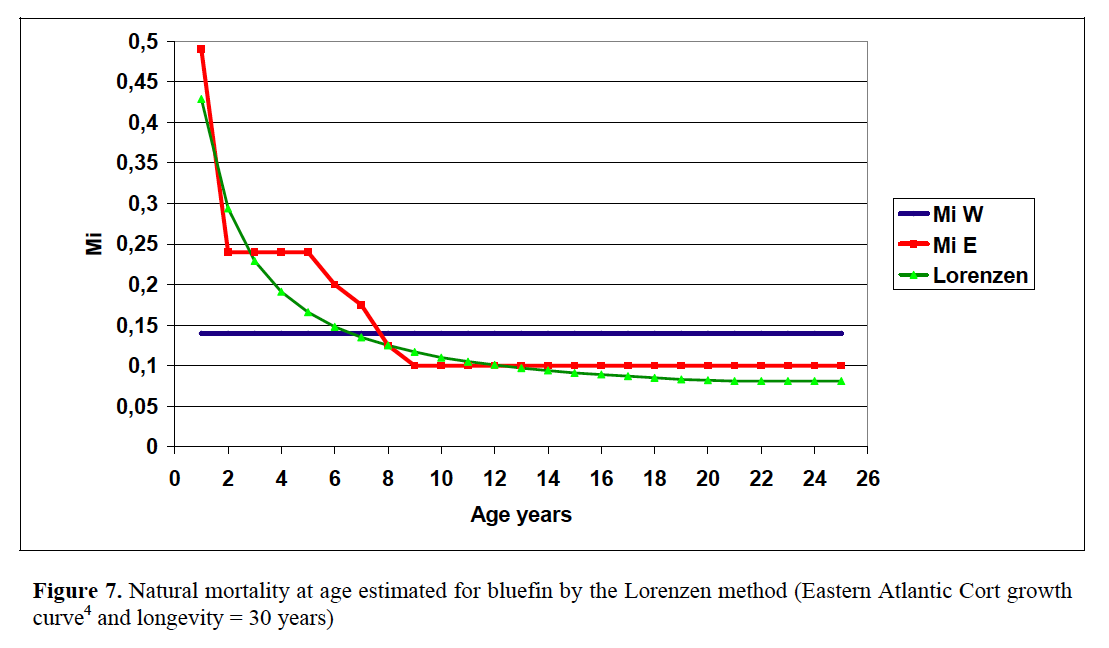 0,5
0,45
0,4
0,35
0,3
0,25
0,2
0,15
0,1
0,05
0
Mi
0 2 4 6 8 10 12 14 16 18 20 22 24 26
Age years
Mi W
Mi E
Lorenzen
Figure 7. Natural mortality at age estimated for bluefin by the Lorenzen method (Eastern Atlantic Cort growth
curve4 and longevity = 30 years)